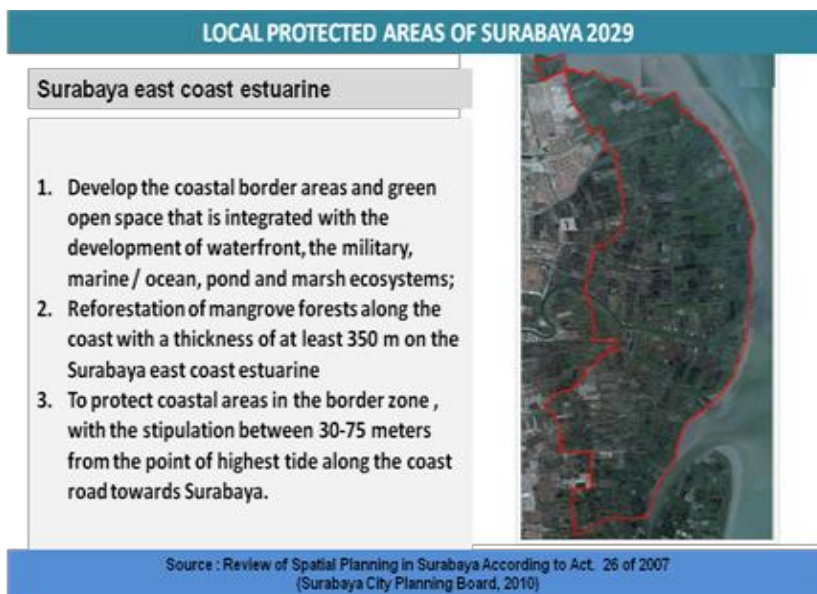 LOCAL PROTECTED AREAS OF SURABAYA 2029
Surabaya east coast estuarine
1. Develop the coastal border areas and green
open space that is integrated with the
development of waterfront, the military,
marine / ocean, pond and marsh ecosystems;
2. Reforestation of mangrove forests along the
coast with a thickness of at least 350 m on the
Surabaya east coast estuarine
3. To protect coastal areas in the border zone ,
with the stipulation between 30-75 meters
from the point of highest tide along the coast
road towards Surabaya.
Source : Review of Spatial Planning in Surabaya According to Act. 26 of 2007
(Surabaya City Planning Board, 2010)